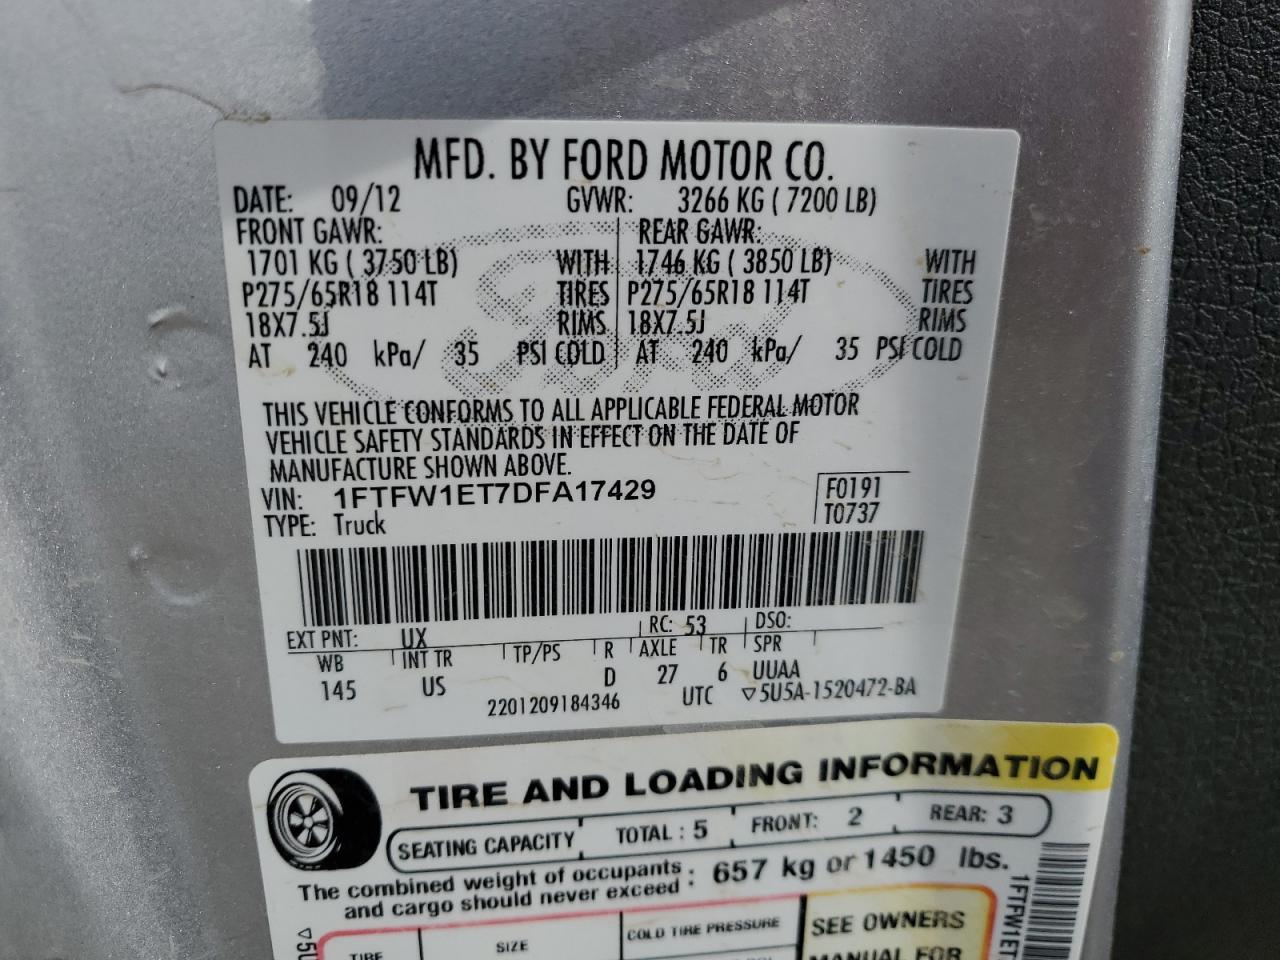 MFD. BY FORD MOTOR CO.
DATE: 09/12 GVWR: 3266 KG ( 7200 LB)
FRONT GAWR: REAR GAWR:
1701 KG ( 3750 LB) WITH 1746 KG ( 3850 LB) WITH
P275/65R18 114T TIRES P275/65R18 114T TIRES
18X7.5J RIMS 18X7.5J RIMS
AT 240 kPa/ 35 PSI COLD AT 240 kPa/ 35 PSI COLD
Ford
THIS VEHICLE CONFORMS TO ALL APPLICABLE FEDERAL MOTOR
VEHICLE SAFETY STANDARDS IN EFFECT ON THE DATE OF
MANUFACTURE SHOWN ABOVE.
VIN: 1FTFW1ET7DFA17429 F0191
TYPE: Truck T0737
EXT PNT: UX RC: 53 DSO:
WB INT TR TP/PS R AXLE TR SPR
145 US D 27 6 UUAA
2201209184346 UTC ▽5U5A-1520472-BA
TIRE AND LOADING INFORMATION
SEATING CAPACITY TOTAL : 5 FRONT: 2 REAR: 3
The combined weight of occupants : 657 kg or 1450 lbs.
and cargo should never exceed :
TIRE SIZE COLD TIRE PRESSURE SEE OWNERS
MANUAL FOR
▽5U
1FTFW1ET